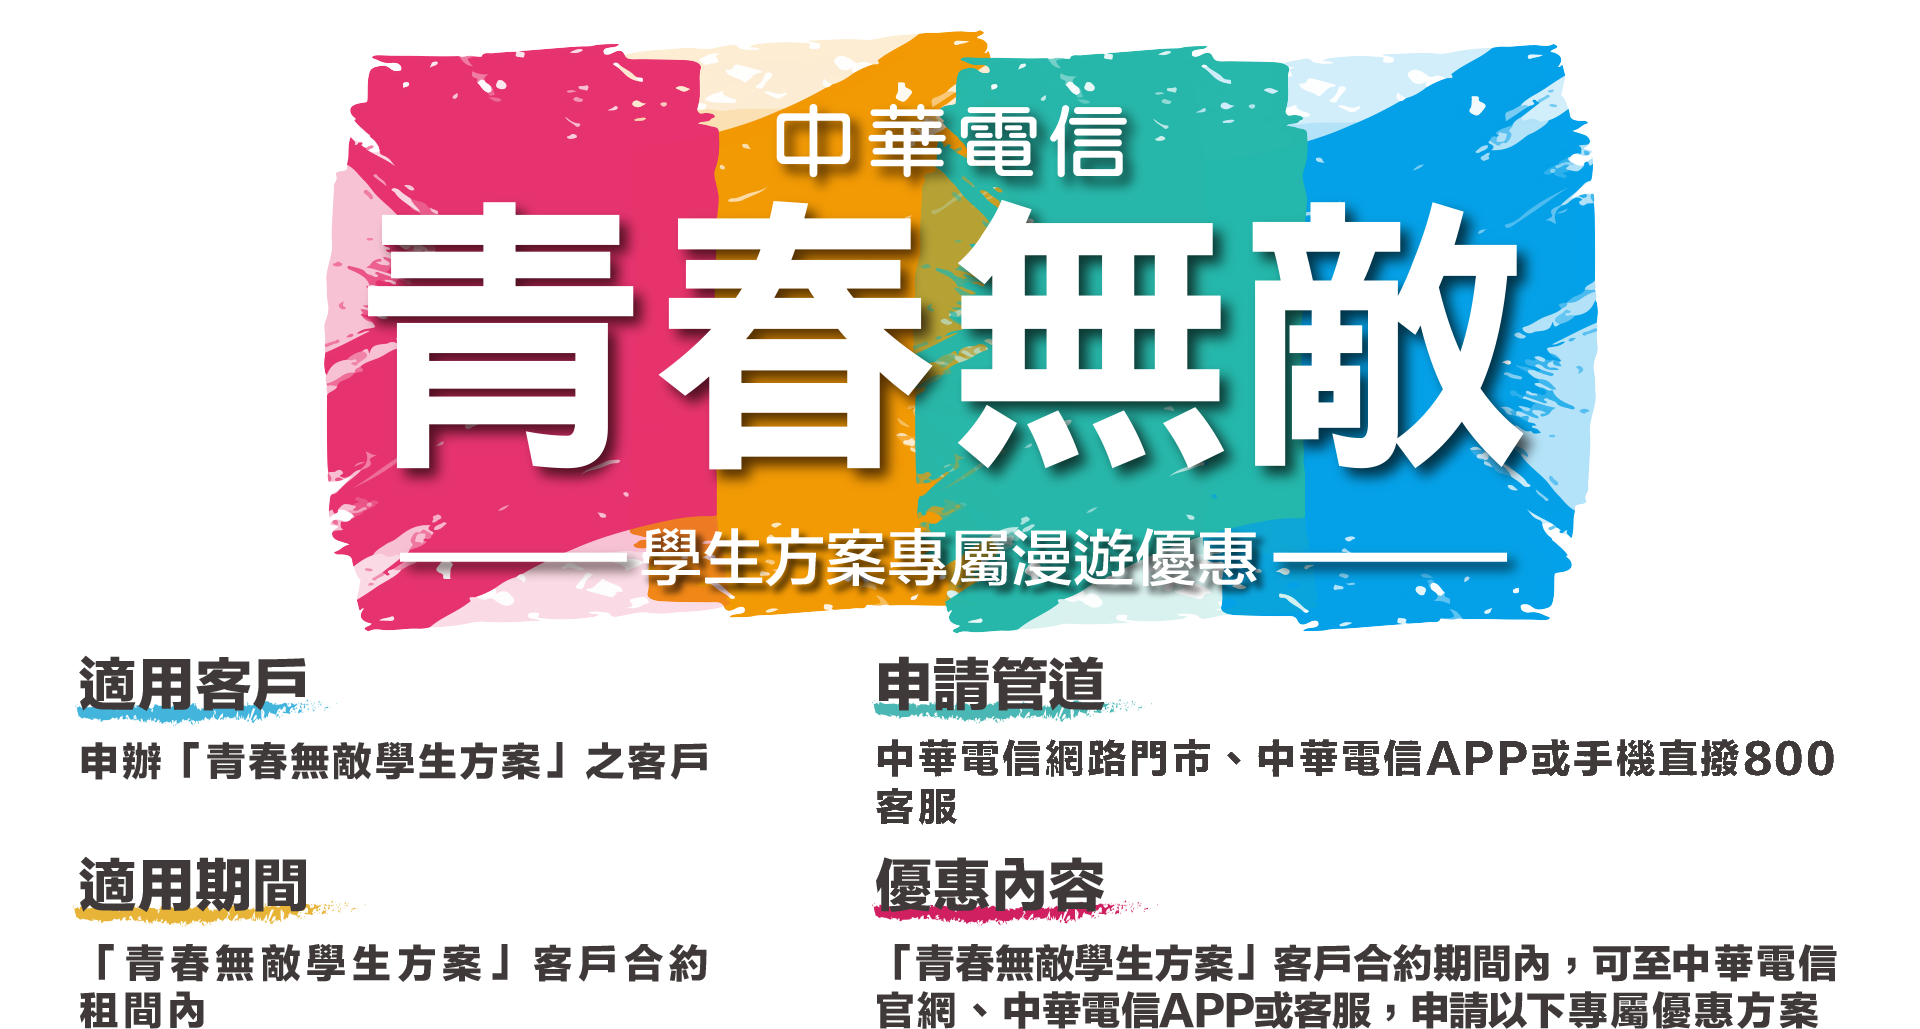 中華電信
青春無敵
學生方案專屬漫遊優惠
適用客戶
申辦「青春無敵學生方案」之客戶
申請管道
中華電信網路門市、中華電信APP或手機直撥800
客服
適用期間
「青春無敵學生方案」客戶合約
租間內
優惠內容
「青春無敵學生方案」客戶合約期間內，可至中華電信
官網、中華電信APP或客服，申請以下專屬優惠方案